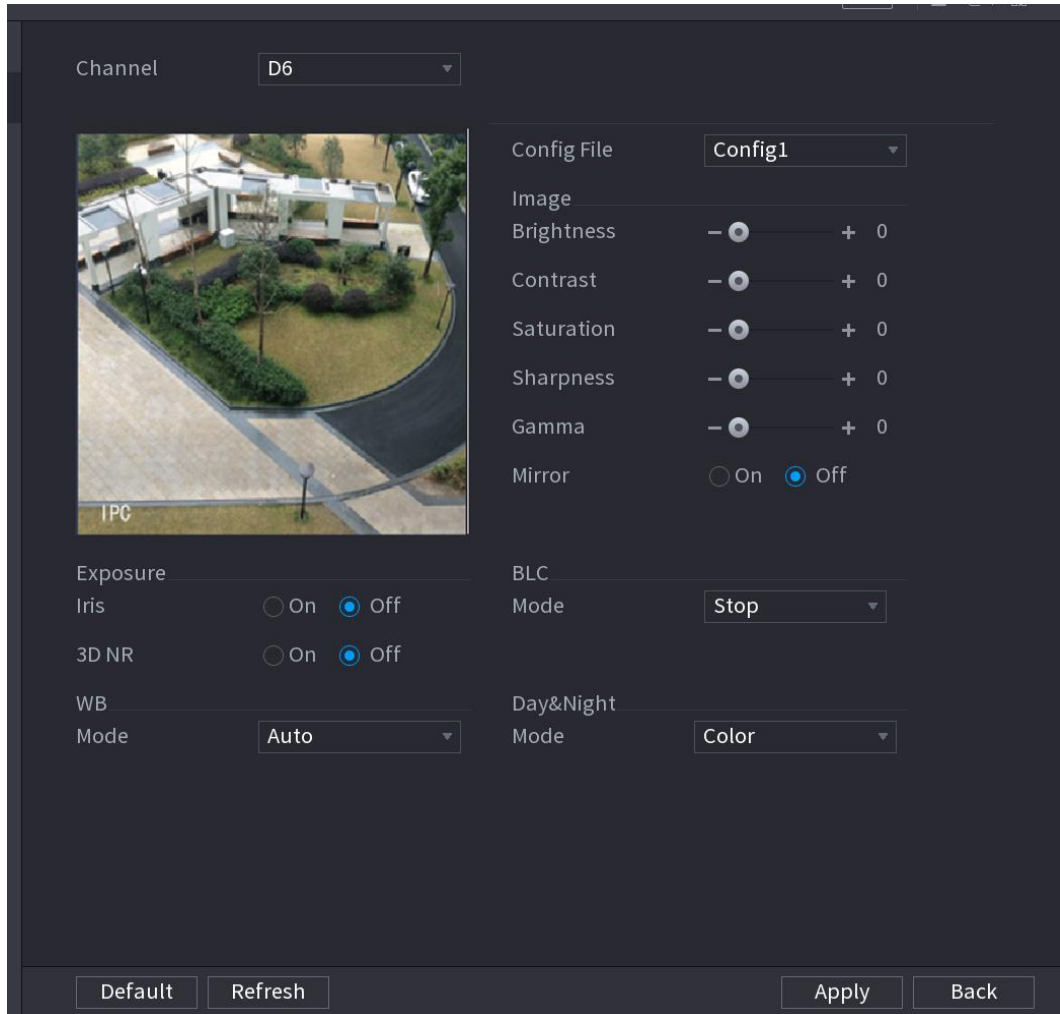 Channel D6
Config File Config1
Image
Brightness 0
Contrast 0
Saturation 0
Sharpness 0
Gamma 0
Mirror On Off
IPC
Exposure BLC
Iris On Off Mode Stop
3D NR On Off
WB Day&Night
Mode Auto Mode Color
Default Refresh Apply Back